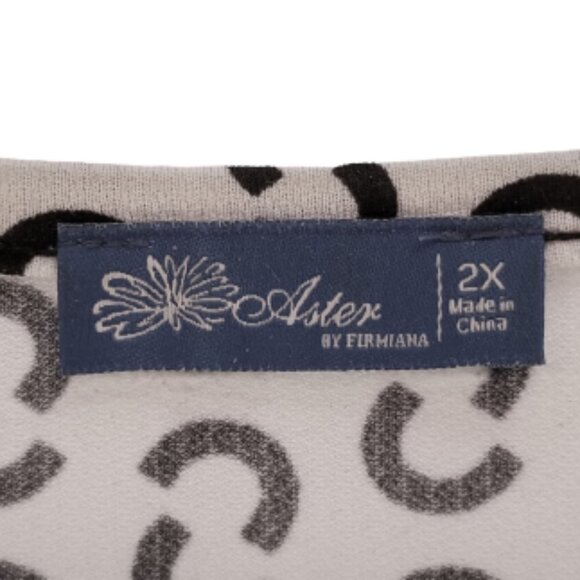 Aster
BY FIRMIANA
2X
Made in
China